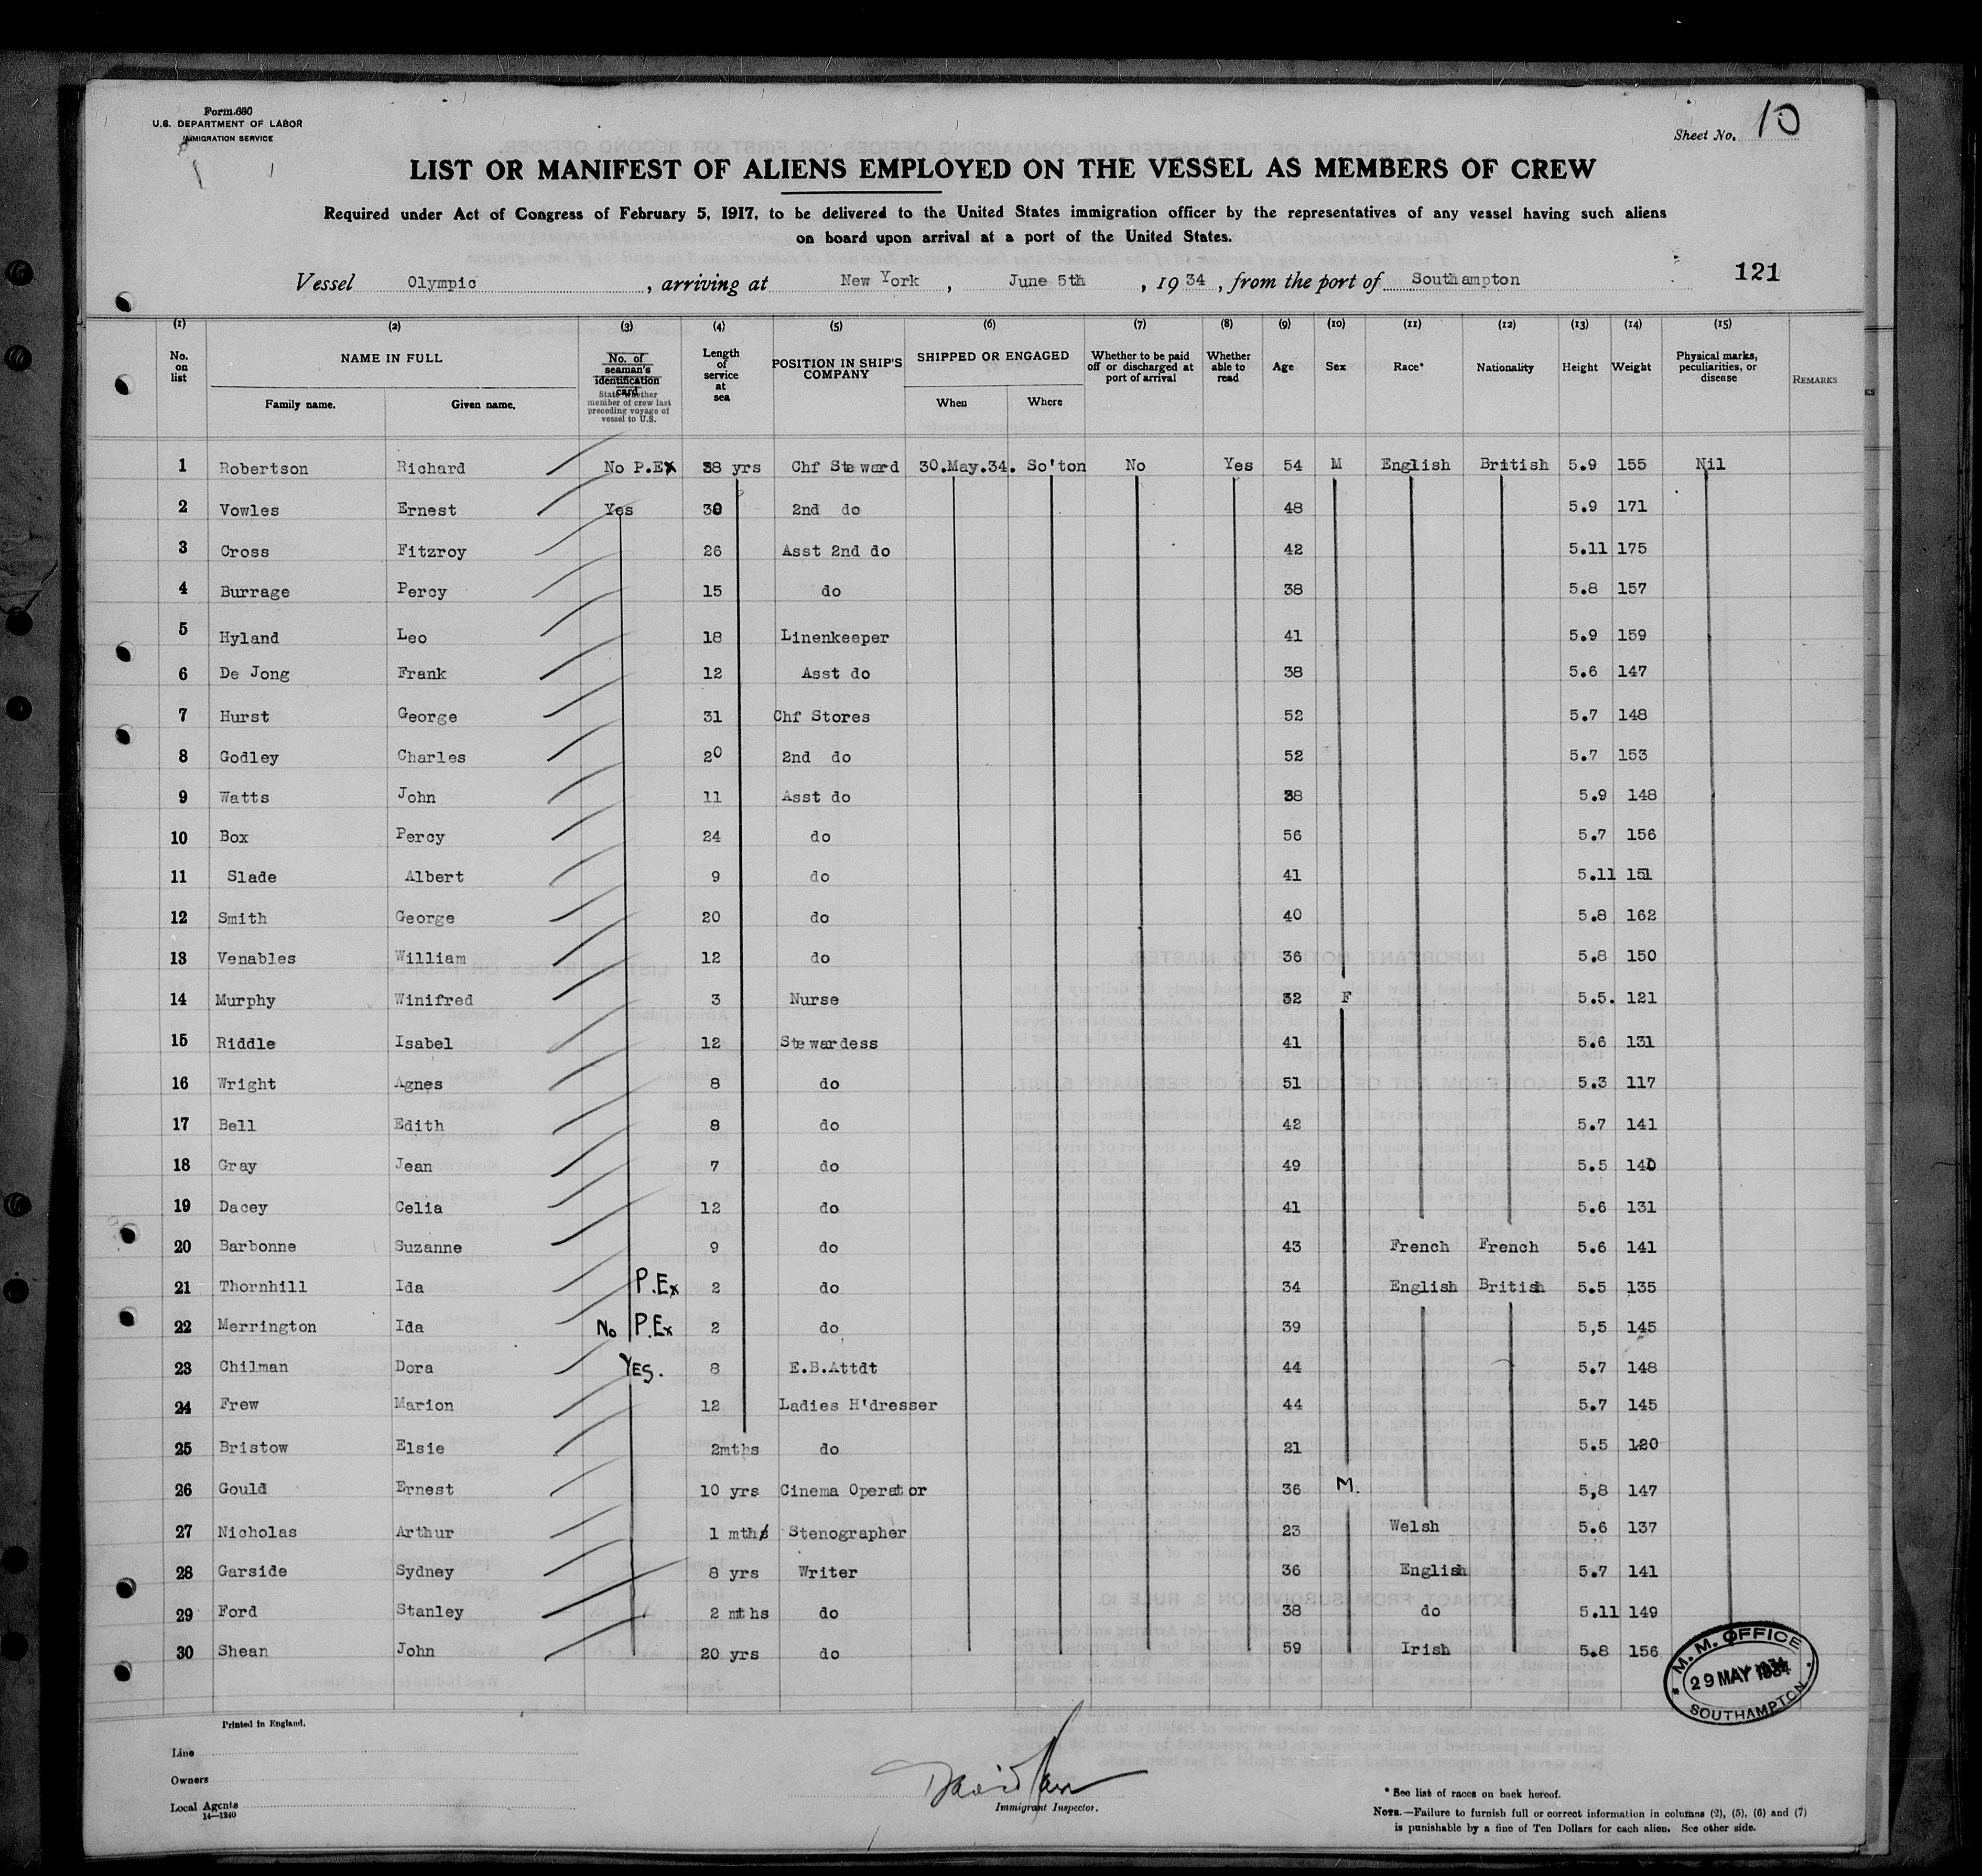 Form 680
U.S. DEPARTMENT OF LABOR
IMMIGRATION SERVICE
Sheet No. 10
LIST OR MANIFEST OF ALIENS EMPLOYED ON THE VESSEL AS MEMBERS OF CREW
Required under Act of Congress of February 5, 1917, to be delivered to the United States immigration officer by the representatives of any vessel having such aliens
on board upon arrival at a port of the United States.
Vessel Olympic, arriving at New York, June 5th, 1934, from the port of Southampton 121
(1) (2) (3) (4) (5) (6) (7) (8) (9) (10) (11) (12) (13) (14) (15)
No. on list
NAME IN FULL
Family name. Given name.
No. of seaman's identification card
State whether member of crew last preceding voyage of vessel to U.S.
Length of service at sea
POSITION IN SHIP'S COMPANY
SHIPPED OR ENGAGED
When Where
Whether to be paid off or discharged at port of arrival
Whether able to read
Age
Sex
Race*
Nationality
Height
Weight
Physical marks, peculiarities, or disease
REMARKS
1 Robertson Richard No P.Ex 38 yrs Chf Steward 30.May.34. So'ton No Yes 54 M English British 5.9 155 Nil
2 Vowles Ernest Yes 30 2nd do 48 5.9 171
3 Cross Fitzroy 26 Asst 2nd do 42 5.11 175
4 Burrage Percy 15 do 38 5.8 157
5 Hyland Leo 18 Linenkeeper 41 5.9 159
6 De Jong Frank 12 Asst do 38 5.6 147
7 Hurst George 31 Chf Stores 52 5.7 148
8 Godley Charles 20 2nd do 52 5.7 153
9 Watts John 11 Asst do 38 5.9 148
10 Box Percy 24 do 56 5.7 156
11 Slade Albert 9 do 41 5.11 151
12 Smith George 20 do 40 5.8 162
13 Venables William 12 do 36 5.8 150
14 Murphy Winifred 3 Nurse 32 F 5.5. 121
15 Riddle Isabel 12 Stewardess 41 5.6 131
16 Wright Agnes 8 do 51 5.3 117
17 Bell Edith 8 do 42 5.7 141
18 Gray Jean 7 do 49 5.5 140
19 Dacey Celia 12 do 41 5.6 131
20 Barbonne Suzanne 9 do 43 French French 5.6 141
21 Thornhill Ida P.Ex 2 do 34 English British 5.5 135
22 Merrington Ida No P.Ex 2 do 39 5,5 145
23 Chilman Dora YES. 8 E.B.Attdt 44 5.7 148
24 Frew Marion 12 Ladies H'dresser 44 5.7 145
25 Bristow Elsie 2mths do 21 5.5 120
26 Gould Ernest 10 yrs Cinema Operator 36 M. 5,8 147
27 Nicholas Arthur 1 mths Stenographer 23 Welsh 5.6 137
28 Garside Sydney 8 yrs Writer 36 English 5.7 141
29 Ford Stanley 2 mths do 38 do 5.11 149
30 Shean John 20 yrs do 59 Irish 5.8 156
M. M. OFFICE
29 MAY 1934
SOUTHAMPTON
Printed in England.
Line
Owners
Local Agents
14—1240
Immigrant Inspector.
* See list of races on back hereof.
NOTE.—Failure to furnish full or correct information in columns (2), (5), (6) and (7)
is punishable by a fine of Ten Dollars for each alien. See other side.